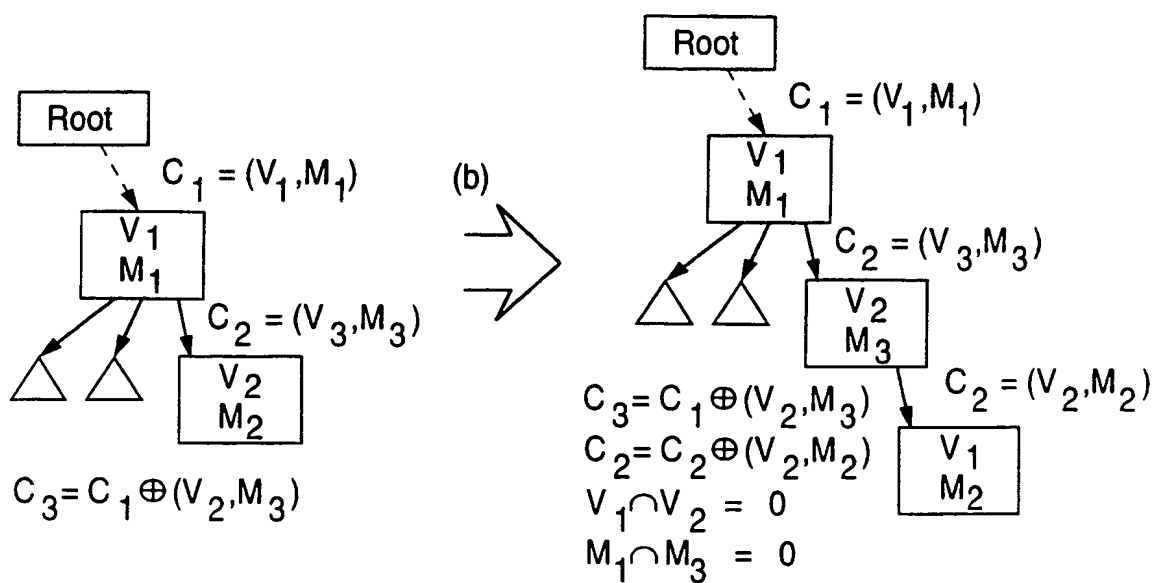 Root
C₁ = (V₁,M₁)
V₁
M₁
C₂ = (V₃,M₃)
V₂
M₂
C₃= C₁⊕(V₂,M₃)
(b)
Root
C₁ = (V₁,M₁)
V₁
M₁
C₂ = (V₃,M₃)
V₂
M₃
C₂ = (V₂,M₂)
V₁
M₂
C₃= C₁⊕(V₂,M₃)
C₂= C₂⊕(V₂,M₂)
V₁∩V₂ = 0
M₁∩M₃ = 0